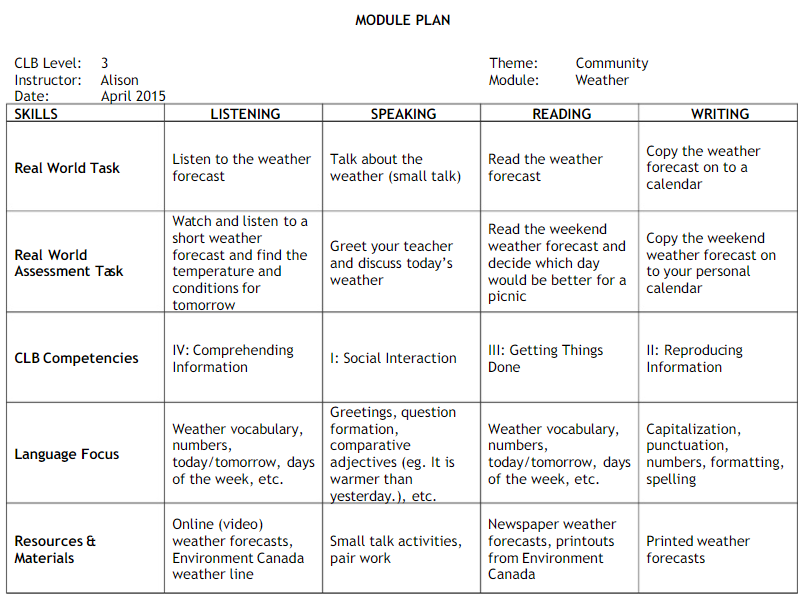 MODULE PLAN
CLB Level: 3
Theme: Community
Instructor: Alison
Module: Weather
Date: April 2015
SKILLS LISTENING SPEAKING READING WRITING
Real World Task
Listen to the weather
forecast
Talk about the
weather (small talk)
Read the weather
forecast
Copy the weather
forecast on to a
calendar
Real World
Assessment Task
Watch and listen to a
short weather
forecast and find the
temperature and
conditions for
tomorrow
Greet your teacher
and discuss today's
weather
Read the weekend
weather forecast and
decide which day
would be better for a
picnic
Copy the weekend
weather forecast on
to your personal
calendar
CLB Competencies
IV: Comprehending
Information
I: Social Interaction
III: Getting Things
Done
II: Reproducing
Information
Language Focus
Weather vocabulary,
numbers,
today/tomorrow, days
of the week, etc.
Greetings, question
formation,
comparative
adjectives (eg. It is
warmer than
yesterday.), etc.
Weather vocabulary,
numbers,
today/tomorrow, days
of the week, etc.
Capitalization,
punctuation,
numbers, formatting,
spelling
Resources &
Materials
Online (video)
weather forecasts,
Environment Canada
weather line
Small talk activities,
pair work
Newspaper weather
forecasts, printouts
from Environment
Canada
Printed weather
forecasts